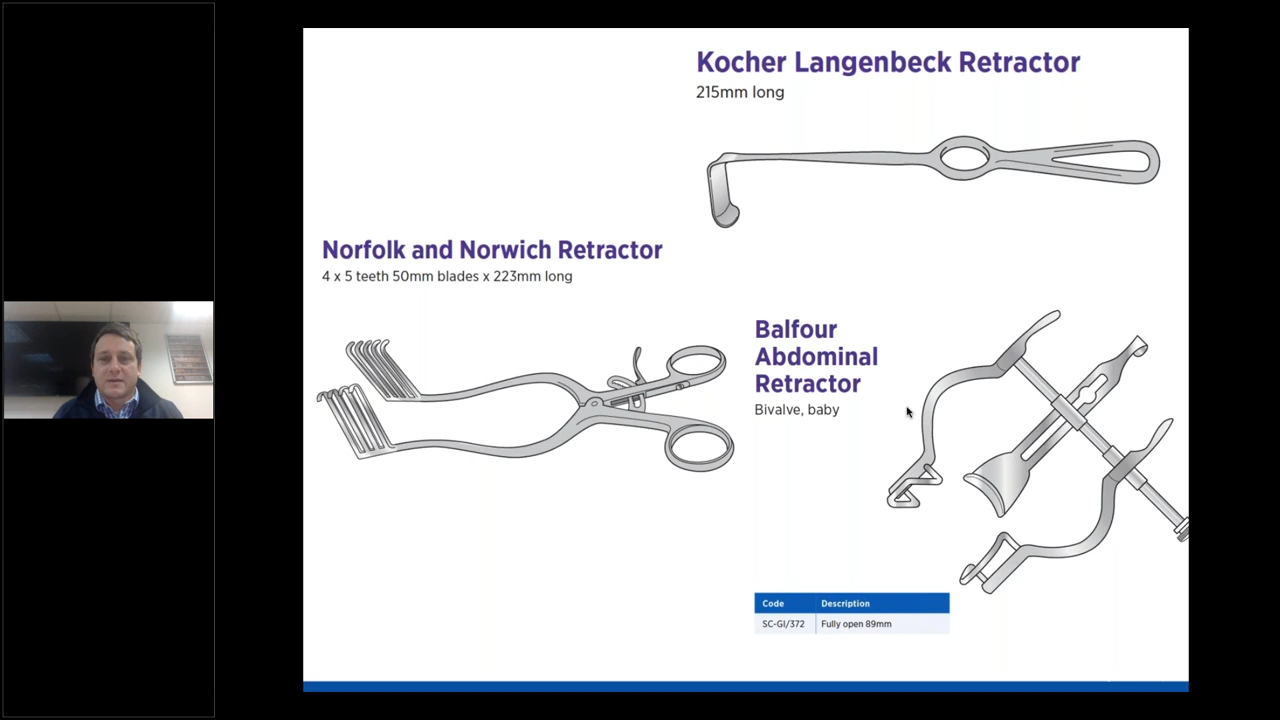 Kocher Langenbeck Retractor
215mm long
Norfolk and Norwich Retractor
4 x 5 teeth 50mm blades x 223mm long
Balfour
Abdominal
Retractor
Bivalve, baby
Code Description
SC-GI/372 Fully open 89mm